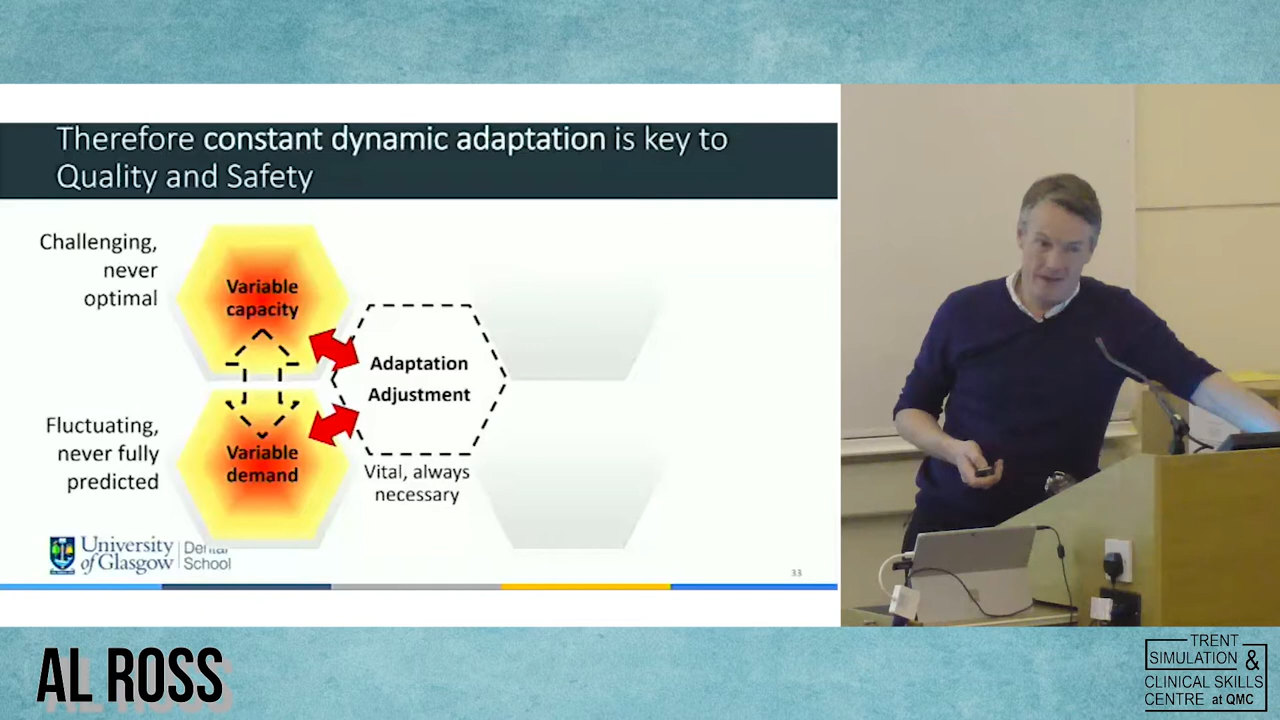 Therefore constant dynamic adaptation is key to
Quality and Safety
Challenging,
never
optimal
Variable
capacity
Adaptation
Adjustment
Fluctuating,
never fully
predicted
Variable
demand
Vital, always
necessary
University
of Glasgow
Dental
School
33
AL ROSS
TRENT
SIMULATION &
CLINICAL SKILLS
CENTRE at QMC